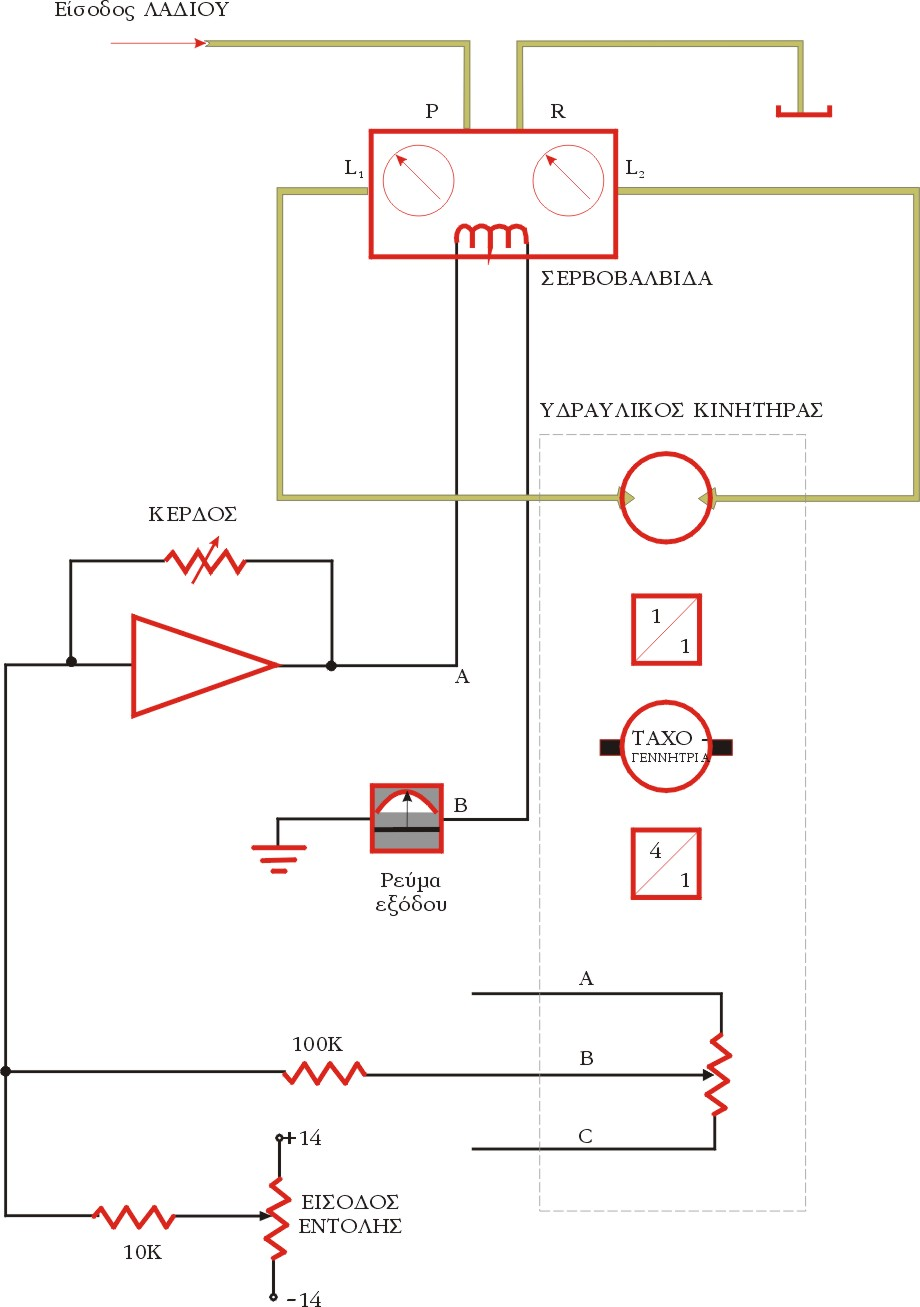 Είσοδος ΛΑΔΙΟΥ
P
R
L1
L2
ΣΕΡΒΟΒΑΛΒΙΔΑ
ΥΔΡΑΥΛΙΚΟΣ ΚΙΝΗΤΗΡΑΣ
ΚΕΡΔΟΣ
1
1
A
ΤΑΧΟ -
ΓΕΝΝΗΤΡΙΑ
B
4
1
Ρεύμα
εξόδου
A
100K
B
C
+14
ΕΙΣΟΔΟΣ
ΕΝΤΟΛΗΣ
10K
-14